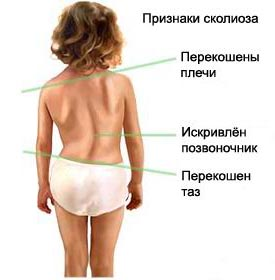 Признаки сколиоза
Перекошены
плечи
Искривлён
позвоночник
Перекошен
таз